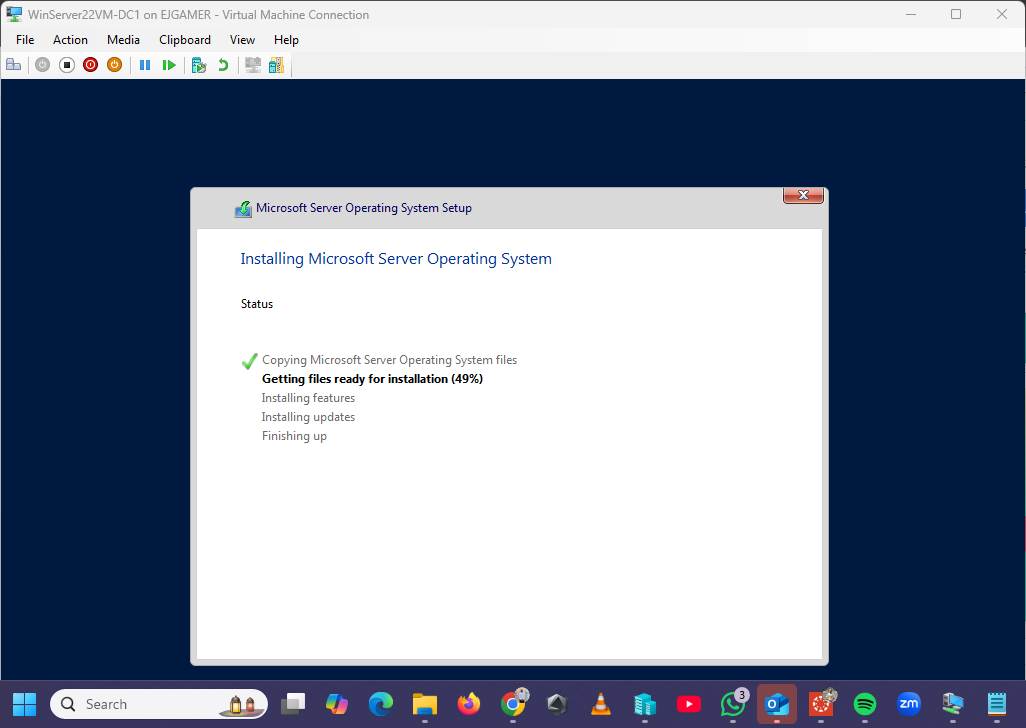 WinServer22VM-DC1 on EJGAMER - Virtual Machine Connection
File Action Media Clipboard View Help
Microsoft Server Operating System Setup
Installing Microsoft Server Operating System
Status
Copying Microsoft Server Operating System files
Getting files ready for installation (49%)
Installing features
Installing updates
Finishing up
Search
3
zm